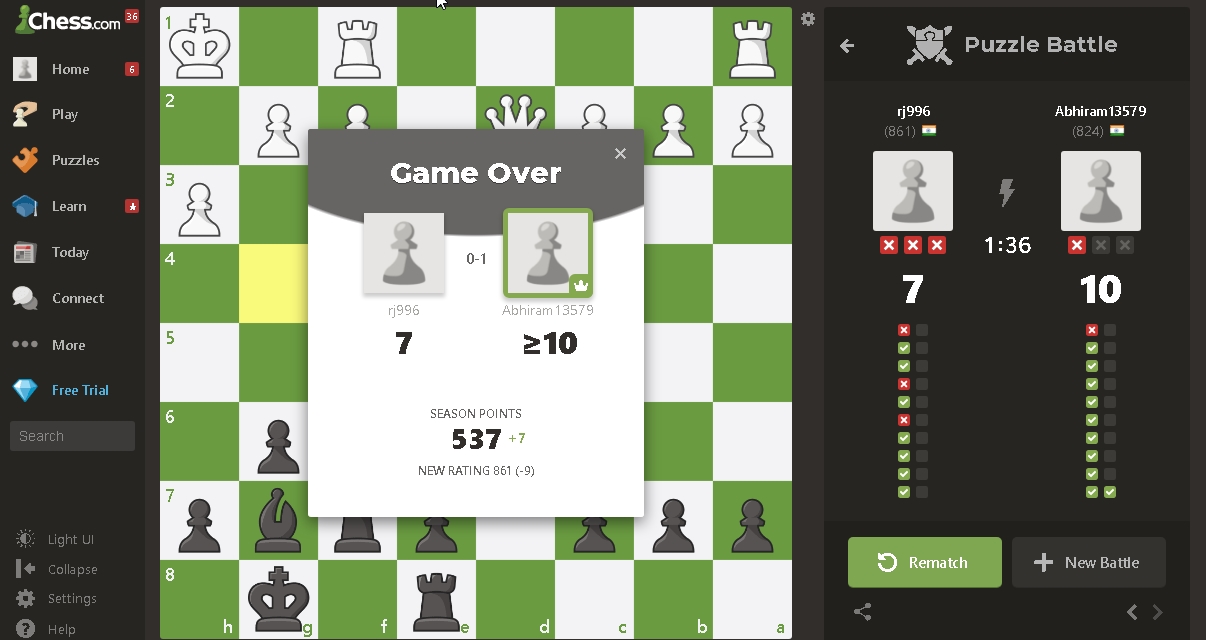 Chess.com 36
Home 6
Play
Puzzles
Learn
Today
Connect
More
Free Trial
Search
Light UI
Collapse
Settings
Help
1
2
3
4
5
6
7
8
h g f e d c b a
Game Over
0-1
rj996 Abhiram13579
7 ≥10
SEASON POINTS
537 +7
NEW RATING 861 (-9)
Puzzle Battle
rj996 Abhiram13579
(861) (824)
1:36
7 10
Rematch New Battle